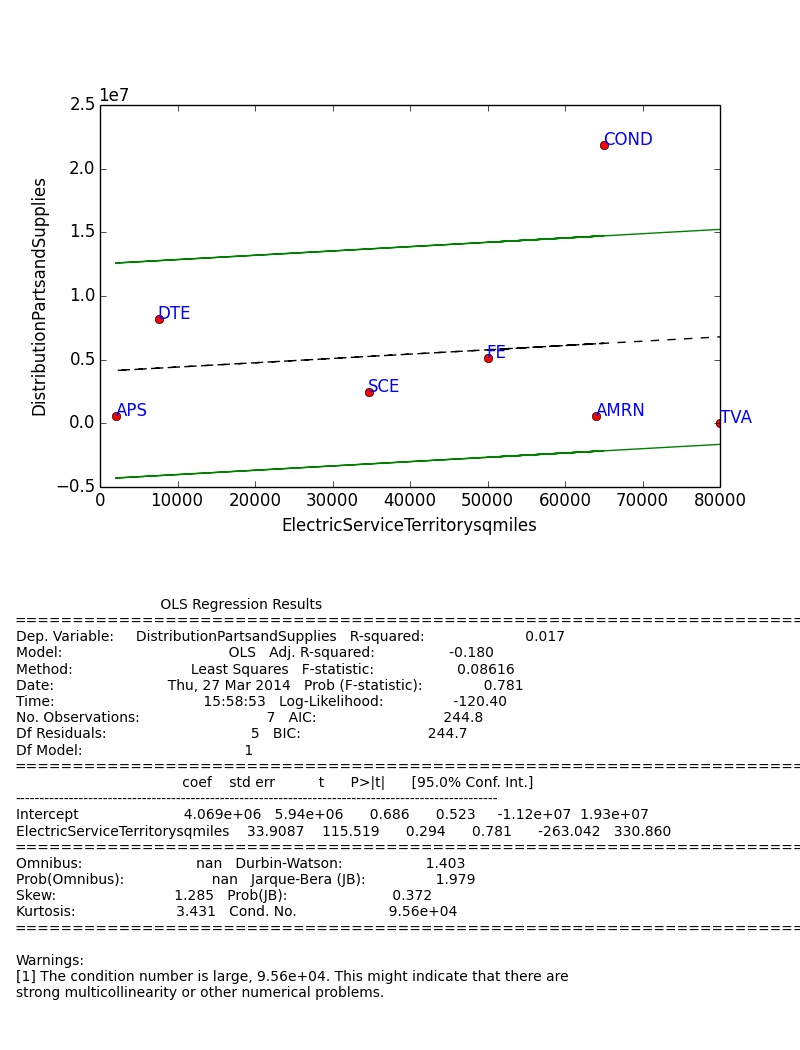 1e7
2.5
2.0
1.5
1.0
0.5
0.0
−0.5
DistributionPartsandSupplies
COND
DTE
FE
SCE
APS
AMRN
TVA
0 10000 20000 30000 40000 50000 60000 70000 80000
ElectricServiceTerritorysqmiles
OLS Regression Results
==============================================================================
Dep. Variable: DistributionPartsandSupplies R-squared: 0.017
Model: OLS Adj. R-squared: -0.180
Method: Least Squares F-statistic: 0.08616
Date: Thu, 27 Mar 2014 Prob (F-statistic): 0.781
Time: 15:58:53 Log-Likelihood: -120.40
No. Observations: 7 AIC: 244.8
Df Residuals: 5 BIC: 244.7
Df Model: 1
==============================================================================
coef std err t P>|t| [95.0% Conf. Int.]
------------------------------------------------------------------------------
Intercept 4.069e+06 5.94e+06 0.686 0.523 -1.12e+07 1.93e+07
ElectricServiceTerritorysqmiles 33.9087 115.519 0.294 0.781 -263.042 330.860
==============================================================================
Omnibus: nan Durbin-Watson: 1.403
Prob(Omnibus): nan Jarque-Bera (JB): 1.979
Skew: 1.285 Prob(JB): 0.372
Kurtosis: 3.431 Cond. No. 9.56e+04
==============================================================================
Warnings:
[1] The condition number is large, 9.56e+04. This might indicate that there are
strong multicollinearity or other numerical problems.